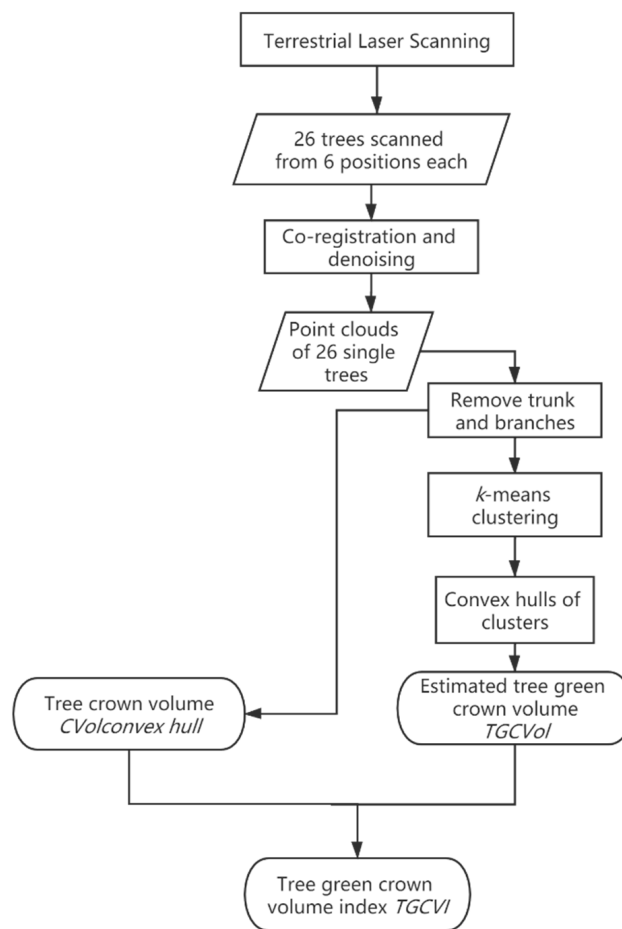 Terrestrial Laser Scanning
26 trees scanned
from 6 positions each
Co-registration and
denoising
Point clouds
of 26 single
trees
Remove trunk
and branches
k-means
clustering
Convex hulls of
clusters
Tree crown volume
CVolconvex hull
Estimated tree green
crown volume
TGCVol
Tree green crown
volume index TGCVI